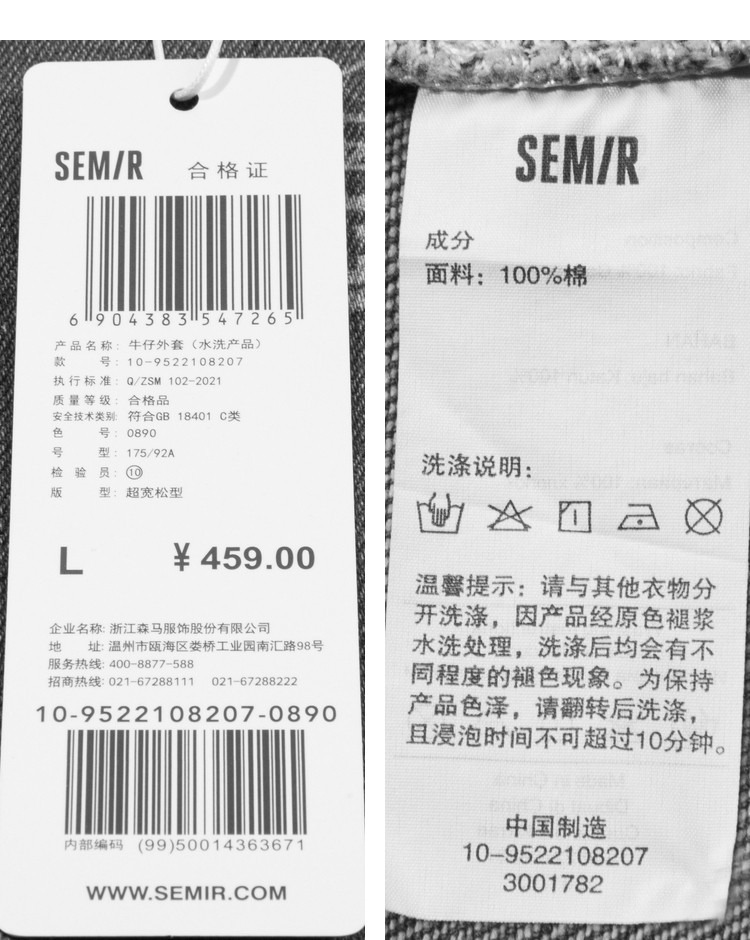 SEMIR 合格证
6 904383 547265
产品名称: 牛仔外套（水洗产品）
款号: 10-9522108207
执行标准: Q/ZSM 102-2021
质量等级: 合格品
安全技术类别: 符合GB 18401 C类
色号: 0890
号型: 175/92A
检验员: ⑩
版型: 超宽松型
L ¥ 459.00
企业名称: 浙江森马服饰股份有限公司
地址: 温州市瓯海区娄桥工业园南汇路98号
服务热线: 400-8877-588
招商热线: 021-67288111 021-67288222
10-9522108207-0890
内部编码 (99)50014363671
WWW.SEMIR.COM
SEMIR
成分
面料: 100%棉
洗涤说明:
温馨提示: 请与其他衣物分
开洗涤，因产品经原色褪浆
水洗处理，洗涤后均会有不
同程度的褪色现象。为保持
产品色泽，请翻转后洗涤，
且浸泡时间不可超过10分钟。
中国制造
10-9522108207
3001782